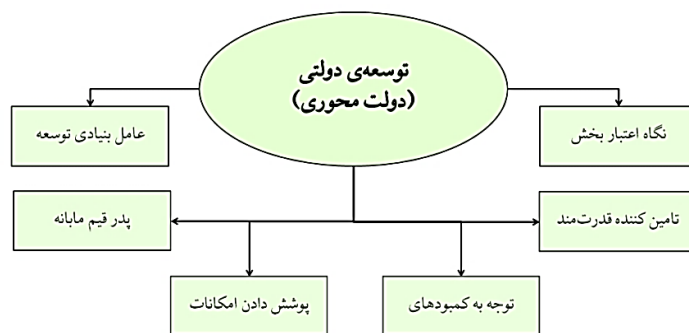 توسعه‌ی دولتی
(دولت محوری)
نگاه اعتبار بخش
عامل بنیادی توسعه
تامین کننده قدرت‌مند
پدر قیم مابانه
توجه به کمبودهای
پوشش دادن امکانات